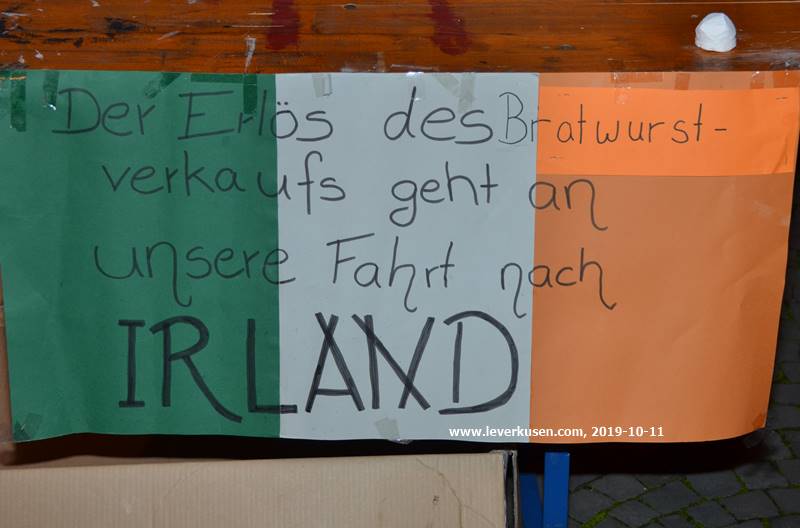 Der Erlös des Bratwurst-
verkaufs geht an
unsere Fahrt nach
IRLAND
www.leverkusen.com, 2019-10-11